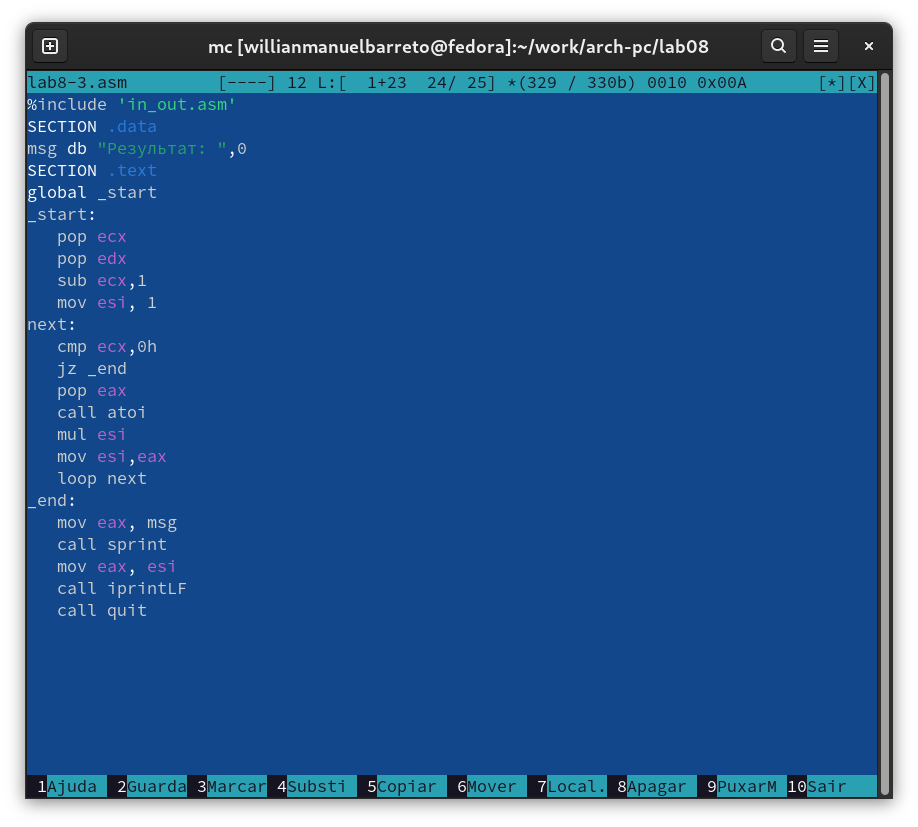 mc [willianmanuelbarreto@fedora]:~/work/arch-pc/lab08
lab8-3.asm [----] 12 L:[ 1+23 24/ 25] *(329 / 330b) 0010 0x00A [*][X]
%include 'in_out.asm'
SECTION .data
msg db "Результат: ",0
SECTION .text
global _start
_start:
pop ecx
pop edx
sub ecx,1
mov esi, 1
next:
cmp ecx,0h
jz _end
pop eax
call atoi
mul esi
mov esi,eax
loop next
_end:
mov eax, msg
call sprint
mov eax, esi
call iprintLF
call quit
1Ajuda 2Guarda 3Marcar 4Substi 5Copiar 6Mover 7Local. 8Apagar 9PuxarM 10Sair